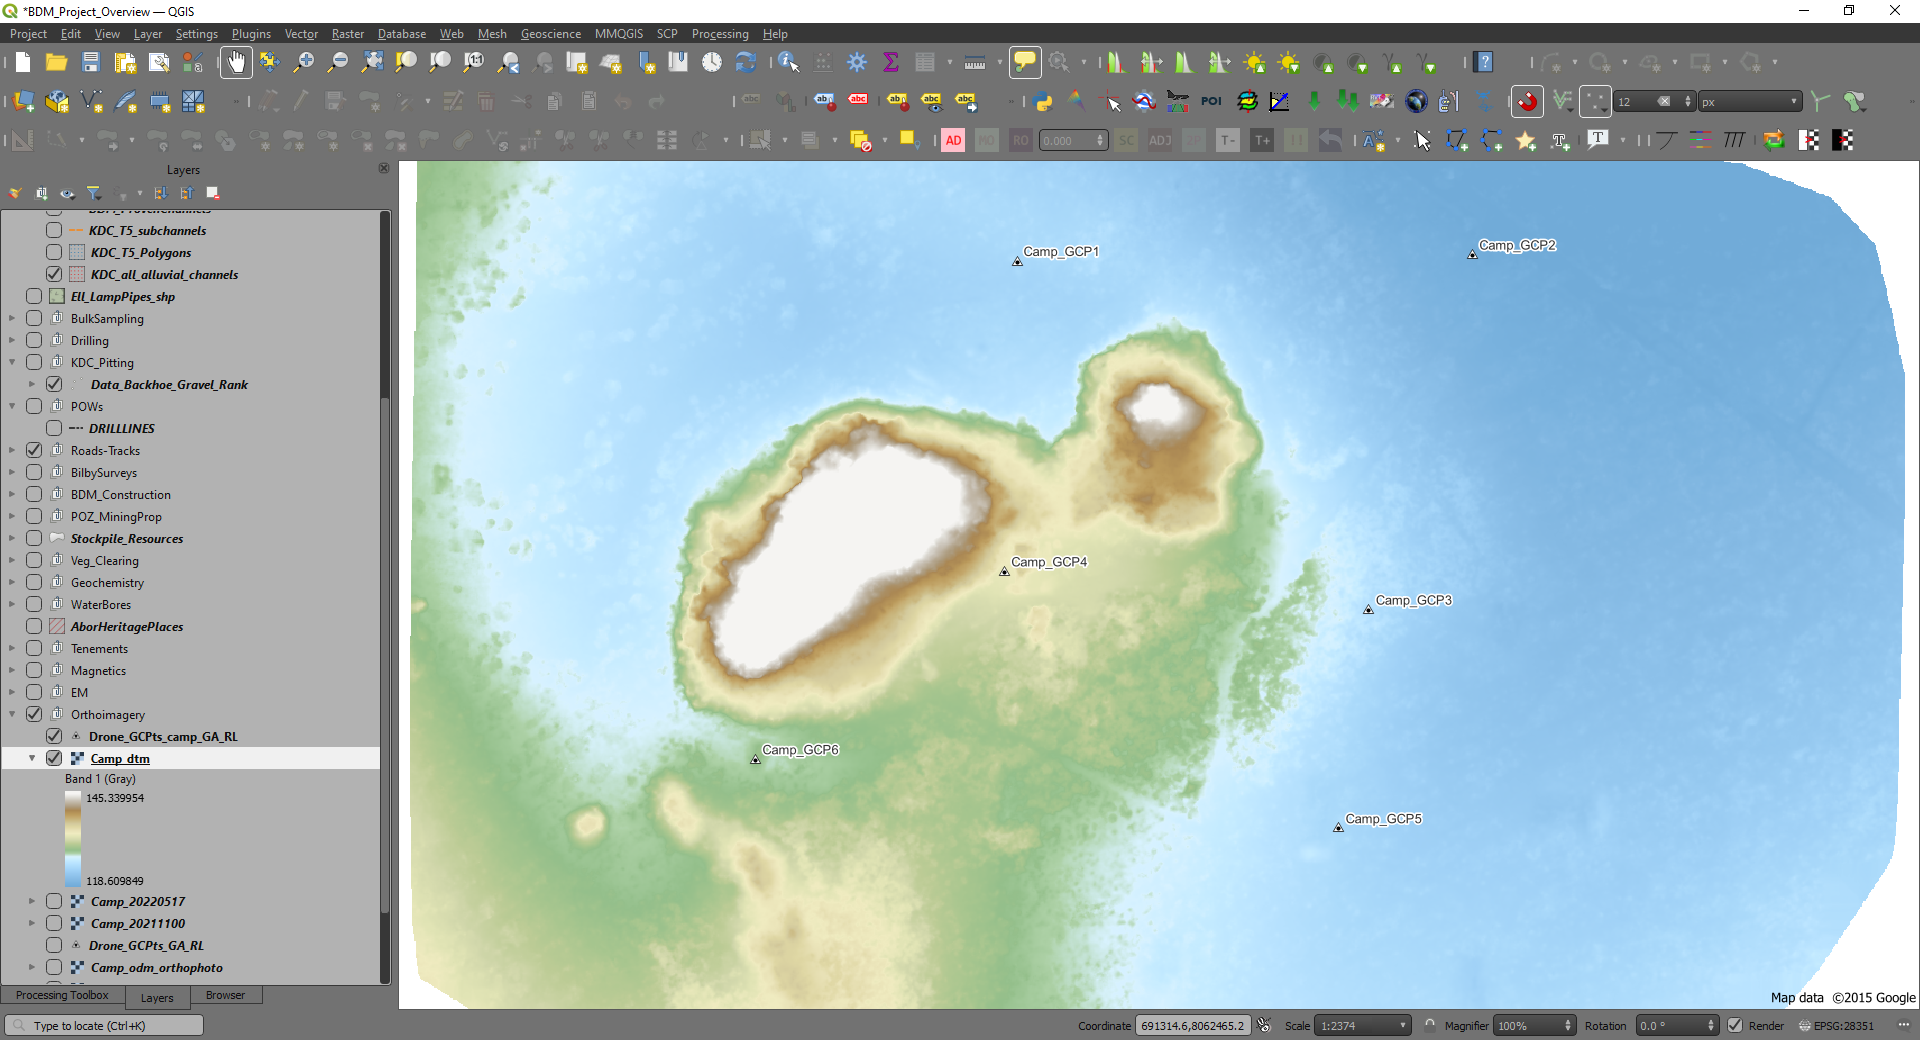 *BDM_Project_Overview — QGIS
Project Edit View Layer Settings Plugins Vector Raster Database Web Mesh Geoscience MMQGIS SCP Processing Help
POI
12
px
AD MO RO 0.000 SC ADJ T- T+
Layers
KDC_T5_subchannels
KDC_T5_Polygons
KDC_all_alluvial_channels
Ell_LampPipes_shp
BulkSampling
Drilling
KDC_Pitting
Data_Backhoe_Gravel_Rank
POWs
DRILLLINES
Roads-Tracks
BilbySurveys
BDM_Construction
POZ_MiningProp
Stockpile_Resources
Veg_Clearing
Geochemistry
WaterBores
AborHeritagePlaces
Tenements
Magnetics
EM
Orthoimagery
Drone_GCPts_camp_GA_RL
Camp_dtm
Band 1 (Gray)
145.339954
118.609849
Camp_20220517
Camp_20211100
Drone_GCPts_GA_RL
Camp_odm_orthophoto
Processing Toolbox Layers Browser
Camp_GCP1
Camp_GCP2
Camp_GCP4
Camp_GCP3
Camp_GCP6
Camp_GCP5
Map data ©2015 Google
Type to locate (Ctrl+K)
Coordinate 691314.6,8062465.2 Scale 1:2374 Magnifier 100% Rotation 0.0 ° Render EPSG:28351